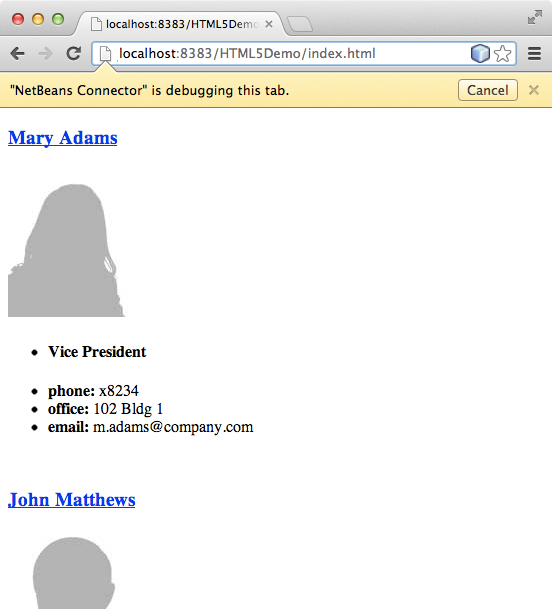 localhost:8383/HTML5Demo
localhost:8383/HTML5Demo/index.html
"NetBeans Connector" is debugging this tab.
Cancel
Mary Adams
Vice President
phone: x8234
office: 102 Bldg 1
email: m.adams@company.com
John Matthews